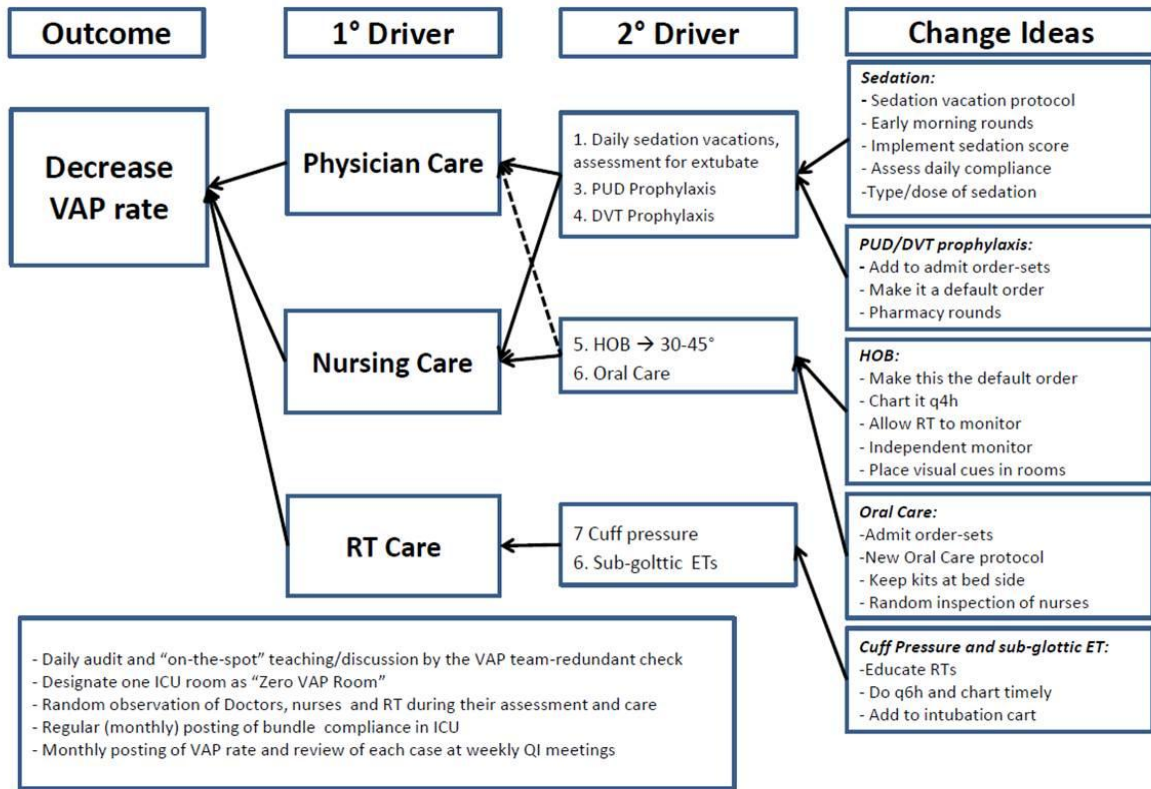 Outcome
1° Driver
2° Driver
Change Ideas
Decrease
VAP rate
Physician Care
Nursing Care
RT Care
1. Daily sedation vacations,
assessment for extubate
3. PUD Prophylaxis
4. DVT Prophylaxis
5. HOB → 30-45°
6. Oral Care
7 Cuff pressure
6. Sub-golttic ETs
Sedation:
- Sedation vacation protocol
- Early morning rounds
- Implement sedation score
- Assess daily compliance
-Type/dose of sedation
PUD/DVT prophylaxis:
- Add to admit order-sets
- Make it a default order
- Pharmacy rounds
HOB:
- Make this the default order
- Chart it q4h
- Allow RT to monitor
- Independent monitor
- Place visual cues in rooms
Oral Care:
-Admit order-sets
-New Oral Care protocol
- Keep kits at bed side
- Random inspection of nurses
Cuff Pressure and sub-glottic ET:
-Educate RTs
- Do q6h and chart timely
- Add to intubation cart
- Daily audit and “on-the-spot” teaching/discussion by the VAP team-redundant check
- Designate one ICU room as “Zero VAP Room”
- Random observation of Doctors, nurses and RT during their assessment and care
- Regular (monthly) posting of bundle compliance in ICU
- Monthly posting of VAP rate and review of each case at weekly QI meetings